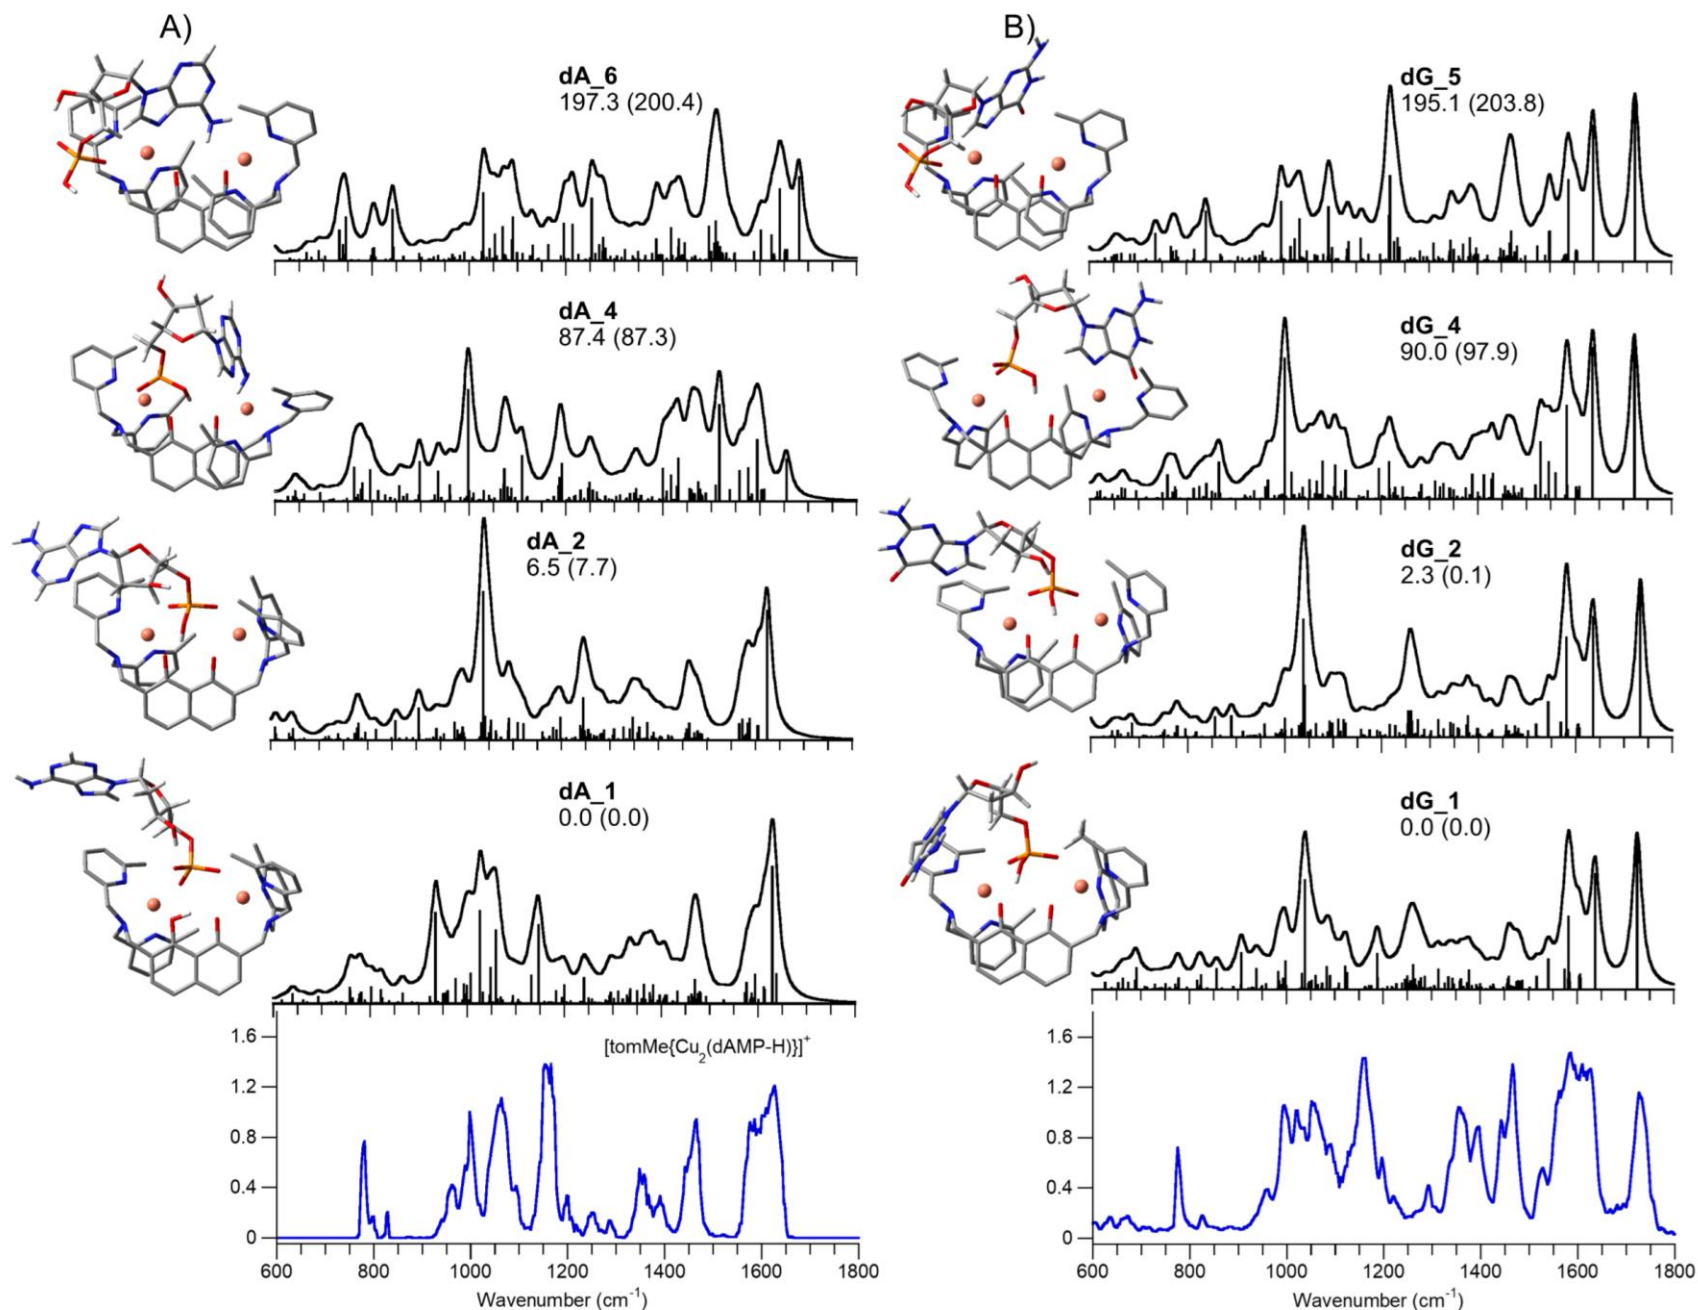 A)
B)
dA_6
197.3 (200.4)
dG_5
195.1 (203.8)
dA_4
87.4 (87.3)
dG_4
90.0 (97.9)
dA_2
6.5 (7.7)
dG_2
2.3 (0.1)
dA_1
0.0 (0.0)
dG_1
0.0 (0.0)
[tomMe{Cu2(dAMP-H)}]+
1.6
1.2
0.8
0.4
0
600 800 1000 1200 1400 1600 1800
Wavenumber (cm-1)
1.6
1.2
0.8
0.4
0
600 800 1000 1200 1400 1600 1800
Wavenumber (cm-1)